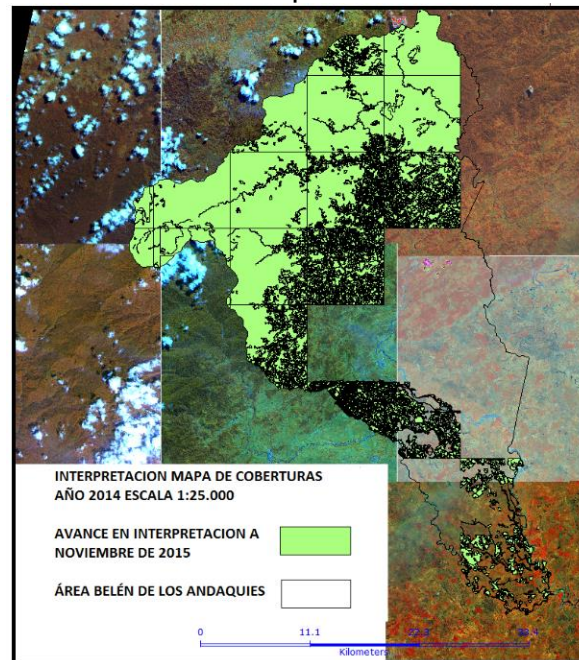 INTERPRETACION MAPA DE COBERTURAS
AÑO 2014 ESCALA 1:25.000
AVANCE EN INTERPRETACION A
NOVIEMBRE DE 2015
ÁREA BELÉN DE LOS ANDAQUIES
0 11.1
Kilometers